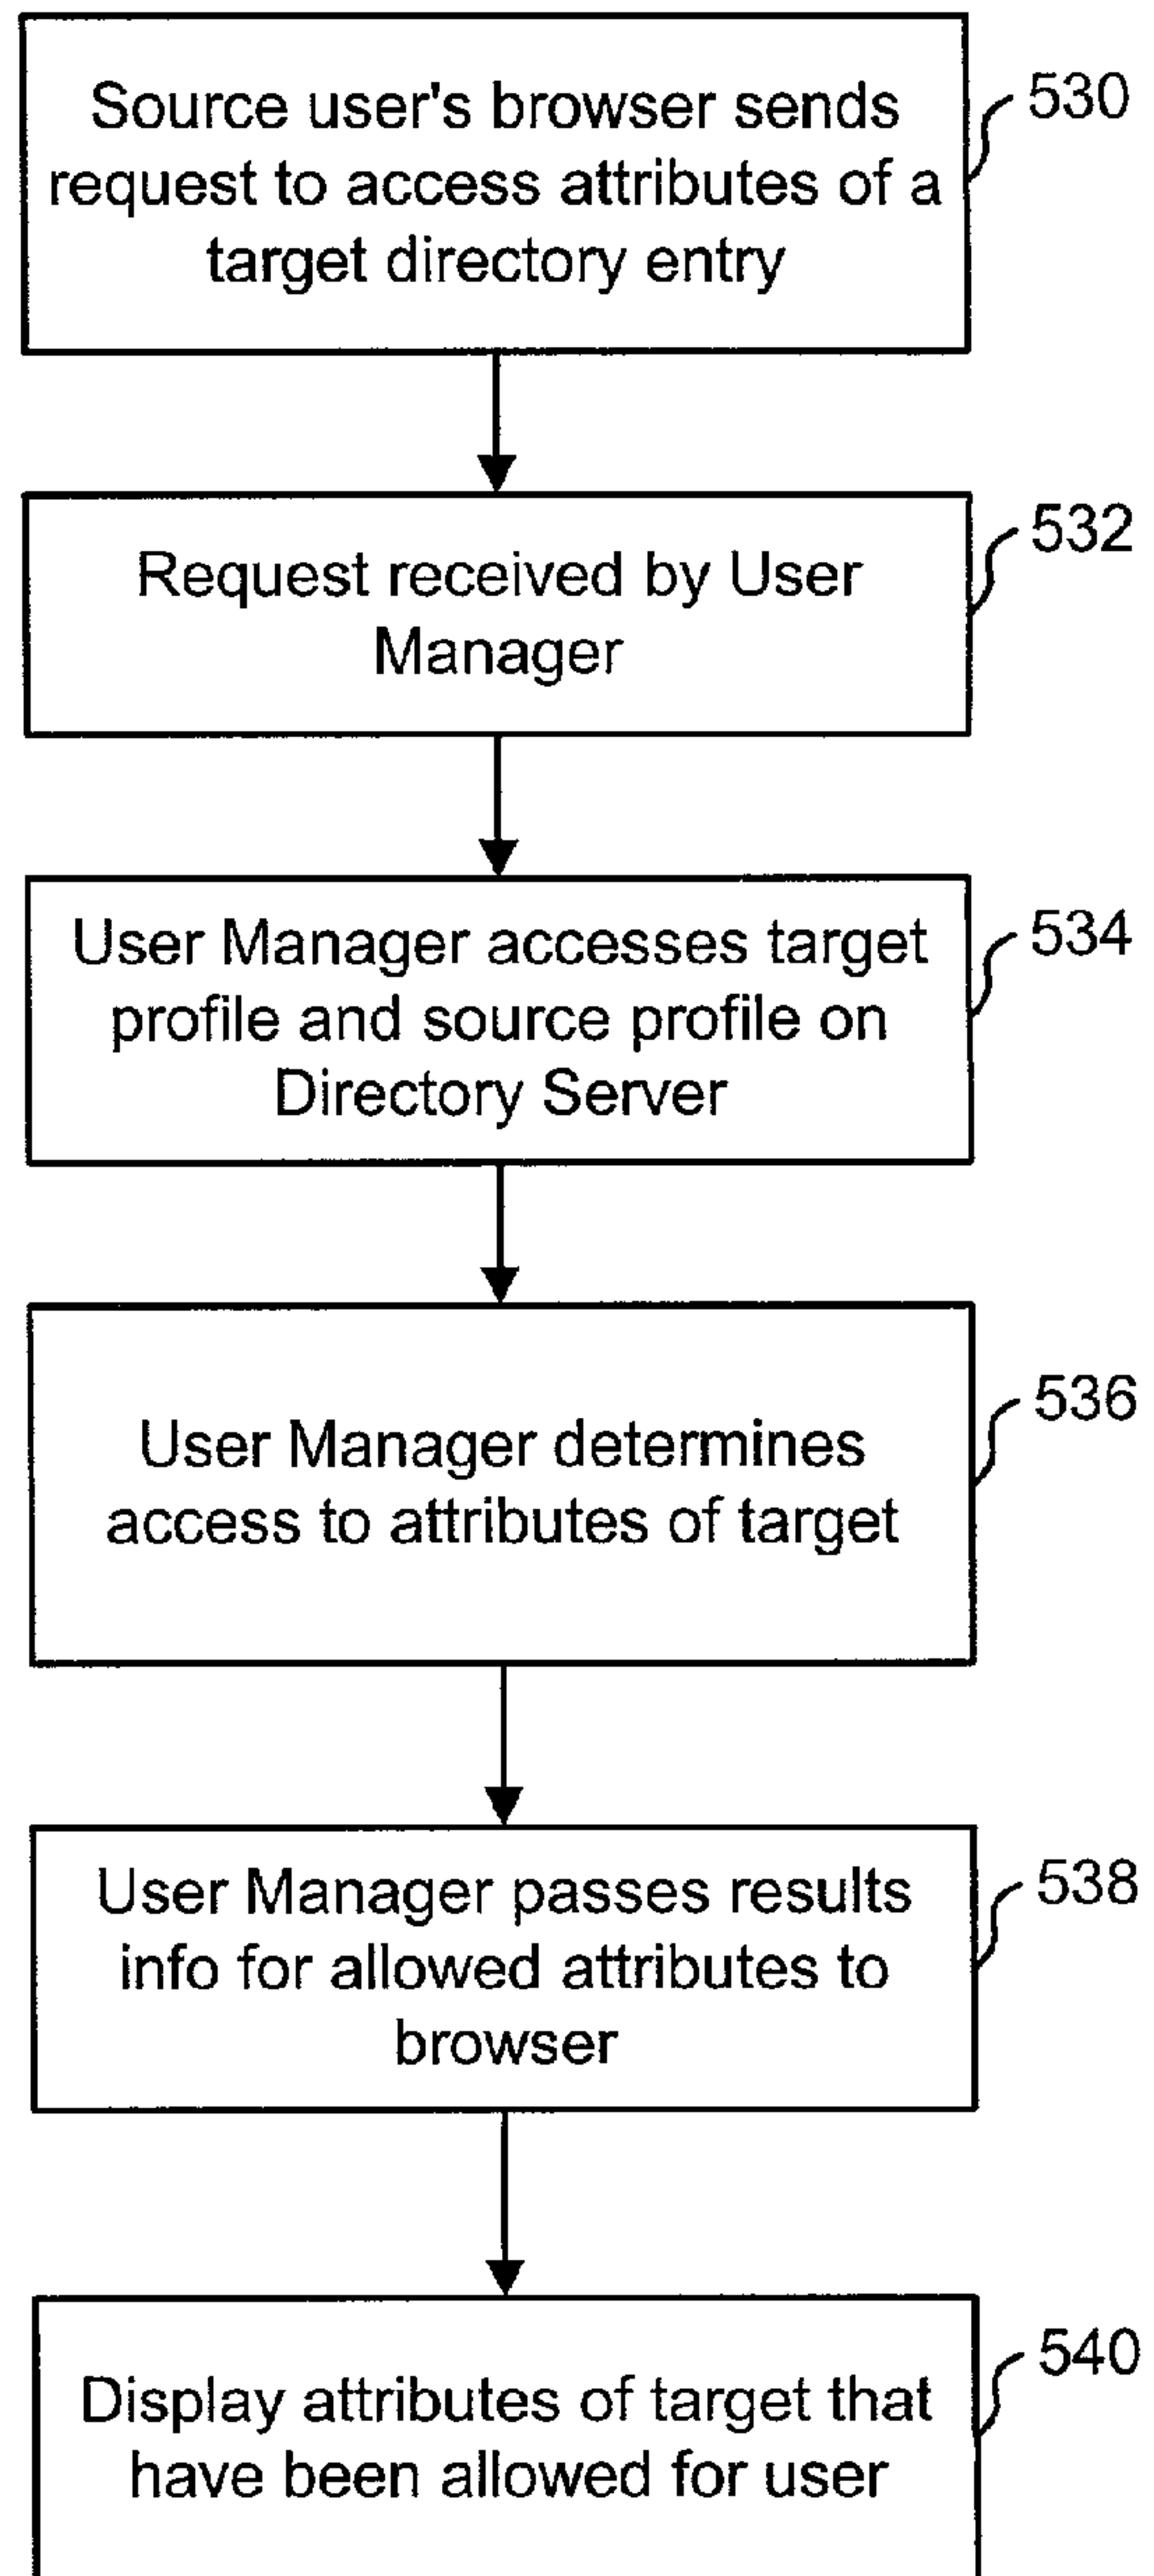 Source user's browser sends
request to access attributes of a
target directory entry
530
Request received by User
Manager
532
User Manager accesses target
profile and source profile on
Directory Server
534
User Manager determines
access to attributes of target
536
User Manager passes results
info for allowed attributes to
browser
538
Display attributes of target that
have been allowed for user
540